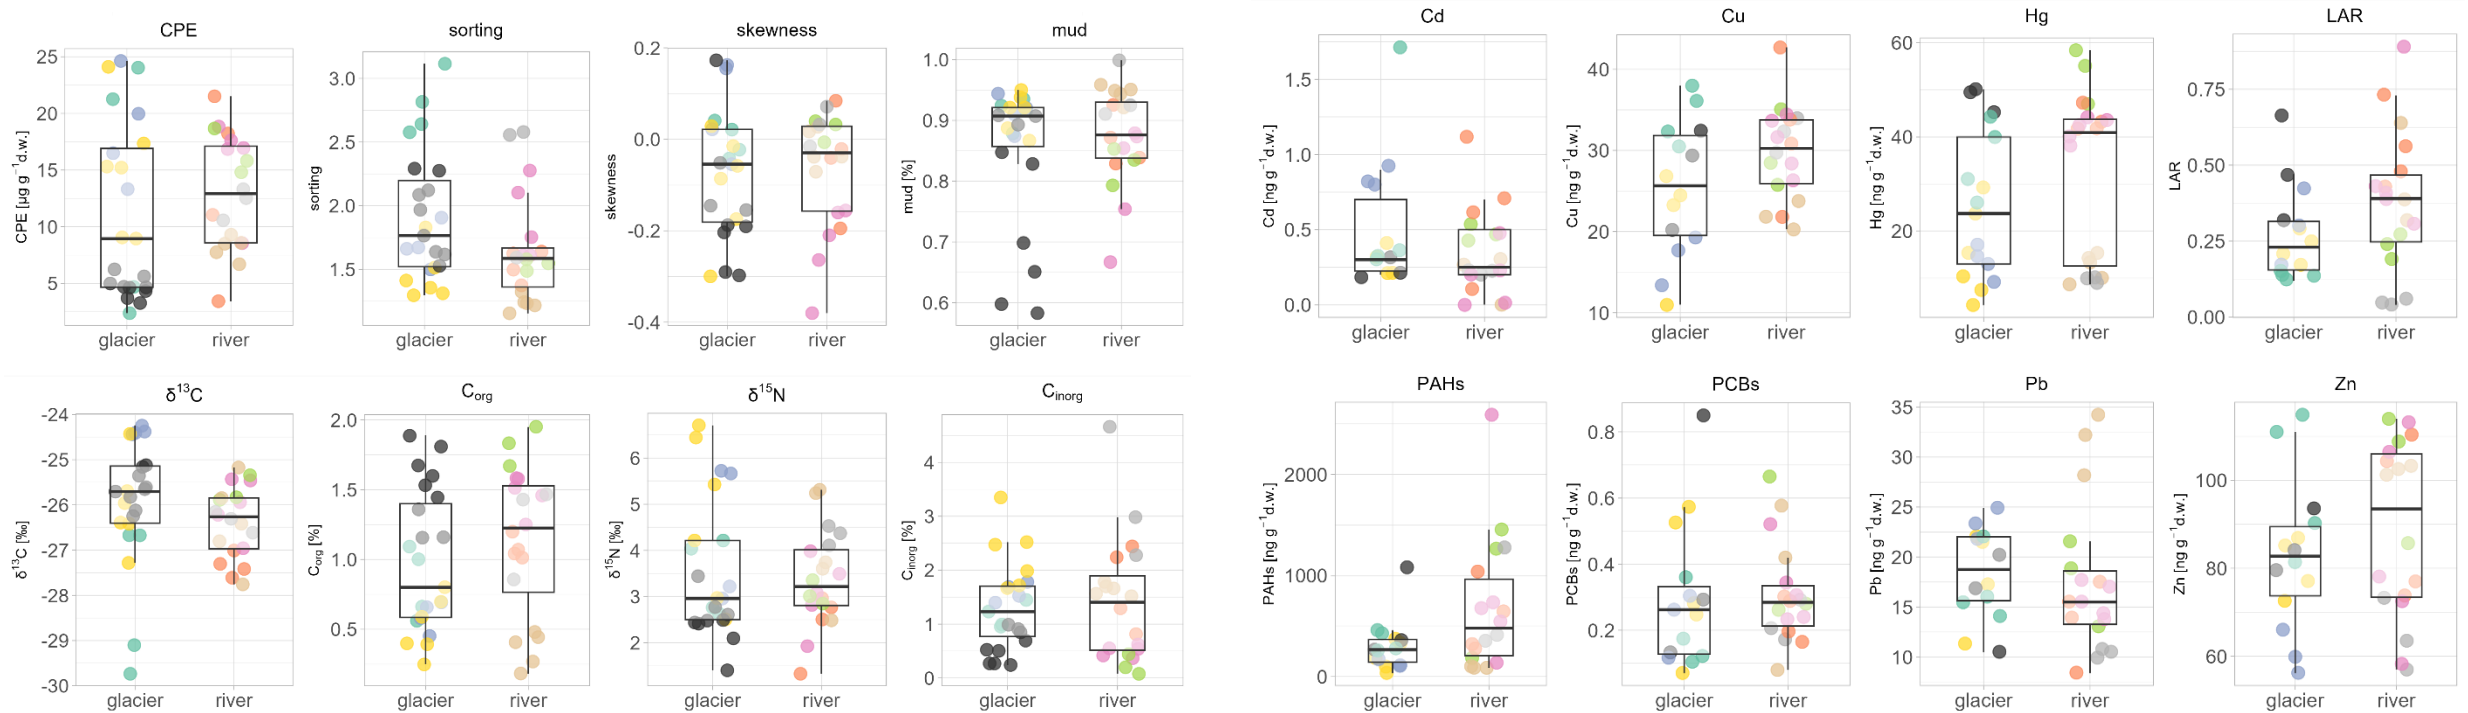 CPE
sorting
skewness
mud
Cd
Cu
Hg
LAR
CPE [µg g⁻¹d.w.]
25
20
15
10
5
glacier river
sorting
3.0
2.5
2.0
1.5
glacier river
skewness
0.2
0.0
-0.2
-0.4
glacier river
mud [%]
1.0
0.9
0.8
0.7
0.6
glacier river
Cd [ng g⁻¹d.w.]
1.5
1.0
0.5
0.0
glacier river
Cu [ng g⁻¹d.w.]
40
30
20
10
glacier river
Hg [ng g⁻¹d.w.]
60
40
20
glacier river
LAR
0.75
0.50
0.25
0.00
glacier river
δ¹³C
C_org
δ¹⁵N
C_inorg
PAHs
PCBs
Pb
Zn
δ¹³C [‰]
-24
-25
-26
-27
-28
-29
-30
glacier river
C_org [%]
2.0
1.5
1.0
0.5
glacier river
δ¹⁵N [‰]
6
5
4
3
2
glacier river
C_inorg [%]
4
3
2
1
0
glacier river
PAHs [ng g⁻¹d.w.]
2000
1000
0
glacier river
PCBs [ng g⁻¹d.w.]
0.8
0.6
0.4
0.2
glacier river
Pb [ng g⁻¹d.w.]
35
30
25
20
15
10
glacier river
Zn [ng g⁻¹d.w.]
100
80
60
glacier river